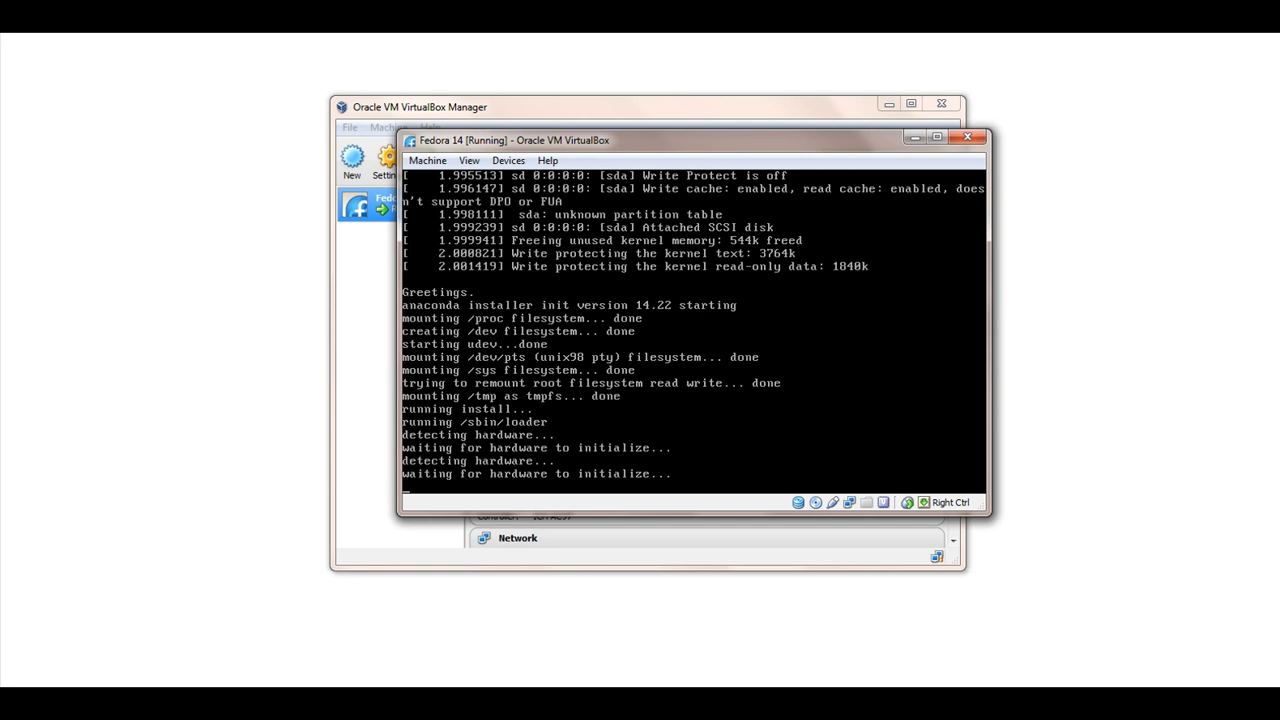 Oracle VM VirtualBox Manager
File Machine Help
Fedora 14 [Running] - Oracle VM VirtualBox
Machine View Devices Help
New
[ 1.995513] sd 0:0:0:0: [sda] Write Protect is off
[ 1.996147] sd 0:0:0:0: [sda] Write cache: enabled, read cache: enabled, does
n't support DPO or FUA
[ 1.998111]  sda: unknown partition table
[ 1.999239] sd 0:0:0:0: [sda] Attached SCSI disk
[ 1.999941] Freeing unused kernel memory: 544k freed
[ 2.000821] Write protecting the kernel text: 3764k
[ 2.001419] Write protecting the kernel read-only data: 1840k
Greetings.
anaconda installer init version 14.22 starting
mounting /proc filesystem... done
creating /dev filesystem... done
starting udev...done
mounting /dev/pts (unix98 pty) filesystem... done
mounting /sys filesystem... done
trying to remount root filesystem read write... done
mounting /tmp as tmpfs... done
running install...
running /sbin/loader
detecting hardware...
waiting for hardware to initialize...
detecting hardware...
waiting for hardware to initialize...
Right Ctrl
Network